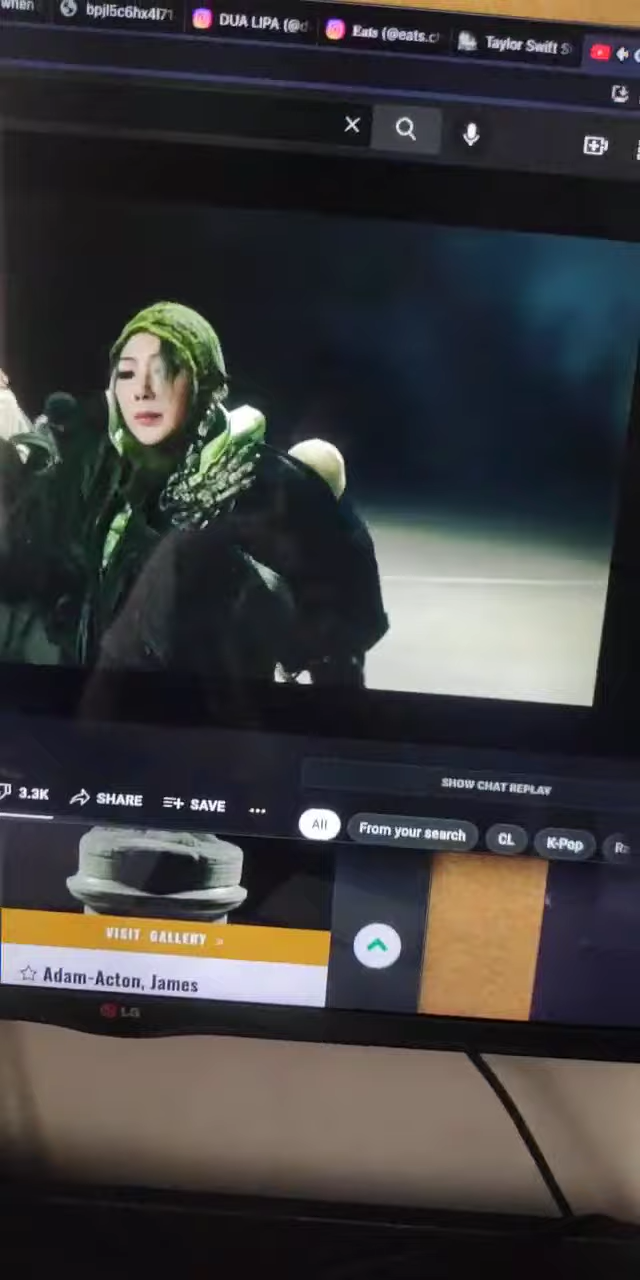 when
bpjl5c6hx4l71
DUA LIPA (@d
Eats (@eats.c
Taylor Swift S
3.3K
SHARE
SAVE
SHOW CHAT REPLAY
All
From your search
CL
K-Pop
VISIT GALLERY »
Adam-Acton, James
LG